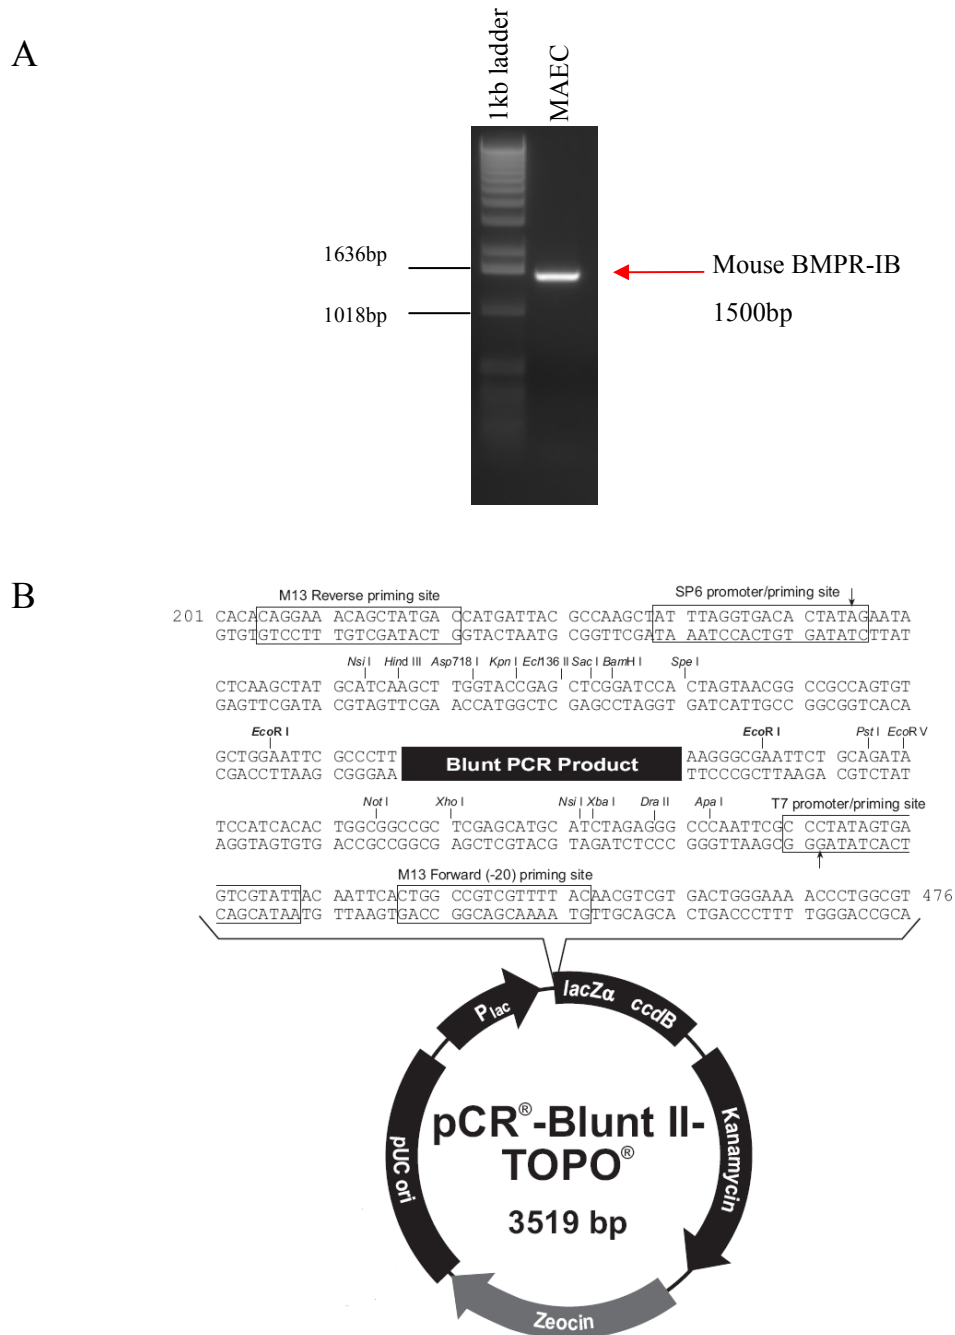 A
1kb ladder
MAEC
1636bp
1018bp
Mouse BMPR-IB
1500bp
B
M13 Reverse priming site
SP6 promoter/priming site
201 CACACAGGAA ACAGCTATGA CCATGATTAC GCCAAGCTAT TTAGGTGACA CTATAGAATA
GTGTGTCCTT TGTCGATACT GGTACTAATG CGGTTCGATA AATCCACTGT GATATCTTAT
Nsi I Hind III Asp718 I Kpn I Ecl136 II Sac I BamH I Spe I
CTCAAGCTAT GCATCAAGCT TGGTACCGAG CTCGGATCCA CTAGTAACGG CCGCCAGTGT
GAGTTCGATA CGTAGTTCGA ACCATGGCTC GAGCCTAGGT GATCATTGCC GGCGGTCACA
EcoR I EcoR I Pst I EcoR V
GCTGGAATTC GCCCTT Blunt PCR Product AAGGGCGAATTCT GCAGATA
CGACCTTAAG CGGGAA TTCCCGCTTAAGA CGTCTAT
Not I Xho I Nsi I Xba I Dra II Apa I T7 promoter/priming site
TCCATCACAC TGGCGGCCGC TCGAGCATGC ATCTAGAGGG CCCAATTCGC CCTATAGTGA
AGGTAGTGTG ACCGCCGGCG AGCTCGTACG TAGATCTCCC GGGTTAAGCG GGATATCACT
M13 Forward (-20) priming site
GTCGTATTAC AATTCACTGG CCGTCGTTTT ACAACGTCGT GACTGGGAAA ACCCTGGCGT 476
CAGCATAATG TTAAGTGACC GGCAGCAAAA TGTTGCAGCA CTGACCCTTT TGGGACCGCA
Plac
lacZα ccdB
Kanamycin
Zeocin
pUC ori
pCR®-Blunt II-
TOPO®
3519 bp